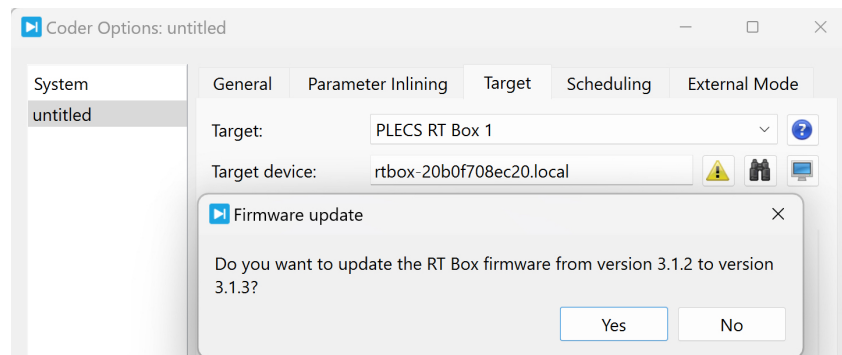 Coder Options: untitled
System
untitled
General Parameter Inlining Target Scheduling External Mode
Target: PLECS RT Box 1
Target device: rtbox-20b0f708ec20.local
Firmware update
Do you want to update the RT Box firmware from version 3.1.2 to version
3.1.3?
Yes No